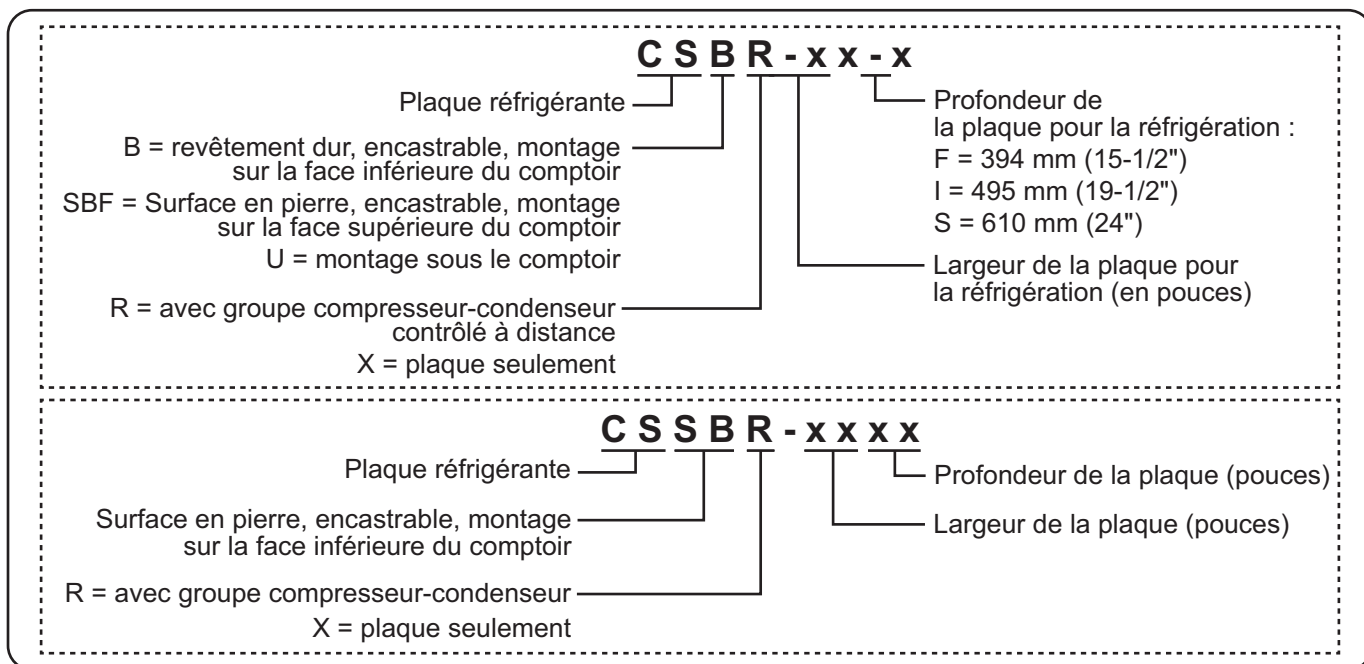 C S B R - x x - x
Plaque réfrigérante
B = revêtement dur, encastrable, montage
sur la face inférieure du comptoir
SBF = Surface en pierre, encastrable, montage
sur la face supérieure du comptoir
U = montage sous le comptoir
R = avec groupe compresseur-condenseur
contrôlé à distance
X = plaque seulement
Profondeur de
la plaque pour la réfrigération :
F = 394 mm (15-1/2")
I = 495 mm (19-1/2")
S = 610 mm (24")
Largeur de la plaque pour
la réfrigération (en pouces)
C S S B R - x x x x
Plaque réfrigérante
Surface en pierre, encastrable, montage
sur la face inférieure du comptoir
R = avec groupe compresseur-condenseur
X = plaque seulement
Profondeur de la plaque (pouces)
Largeur de la plaque (pouces)